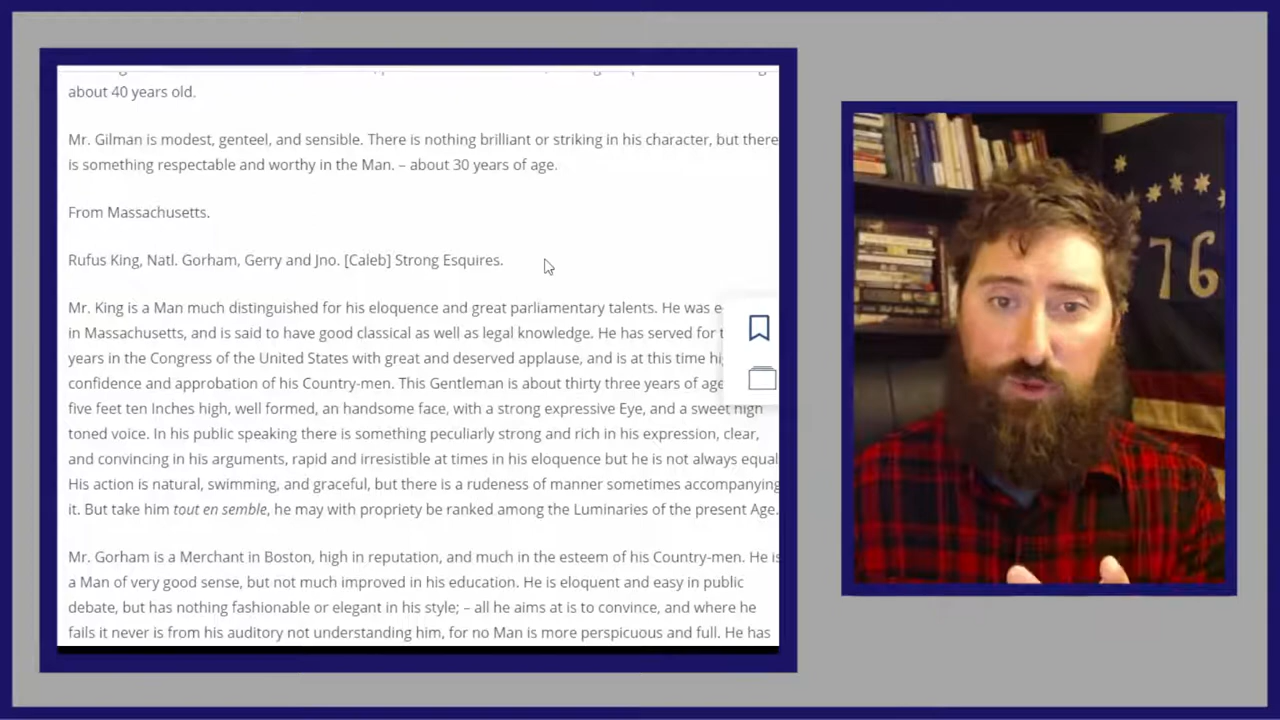 about 40 years old.
Mr. Gilman is modest, genteel, and sensible. There is nothing brilliant or striking in his character, but there
is something respectable and worthy in the Man. – about 30 years of age.
From Massachusetts.
Rufus King, Natl. Gorham, Gerry and Jno. [Caleb] Strong Esquires.
Mr. King is a Man much distinguished for his eloquence and great parliamentary talents. He was
in Massachusetts, and is said to have good classical as well as legal knowledge. He has served for
years in the Congress of the United States with great and deserved applause, and is at this time
confidence and approbation of his Country-men. This Gentleman is about thirty three years of age
five feet ten Inches high, well formed, an handsome face, with a strong expressive Eye, and a sweet high
toned voice. In his public speaking there is something peculiarly strong and rich in his expression, clear,
and convincing in his arguments, rapid and irresistible at times in his eloquence but he is not always equal
His action is natural, swimming, and graceful, but there is a rudeness of manner sometimes accompanying
it. But take him tout en semble, he may with propriety be ranked among the Luminaries of the present Age.
Mr. Gorham is a Merchant in Boston, high in reputation, and much in the esteem of his Country-men. He is
a Man of very good sense, but not much improved in his education. He is eloquent and easy in public
debate, but has nothing fashionable or elegant in his style; – all he aims at is to convince, and where he
fails it never is from his auditory not understanding him, for no Man is more perspicuous and full. He has
76